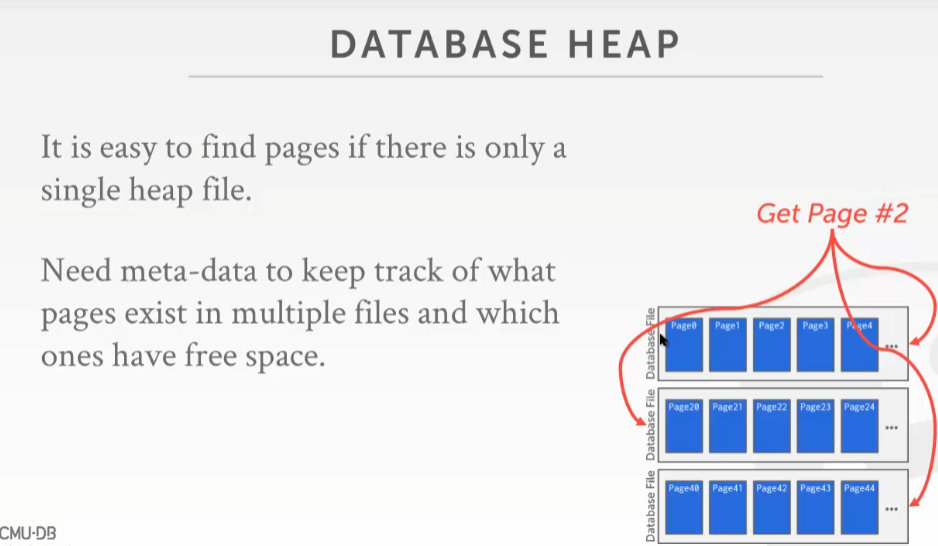 DATABASE HEAP
It is easy to find pages if there is only a
single heap file.
Need meta-data to keep track of what
pages exist in multiple files and which
ones have free space.
Get Page #2
Database File
Page0 Page1 Page2 Page3 Page4 ...
Database File
Page20 Page21 Page22 Page23 Page24 ...
Database File
Page40 Page41 Page42 Page43 Page44 ...
CMU·DB